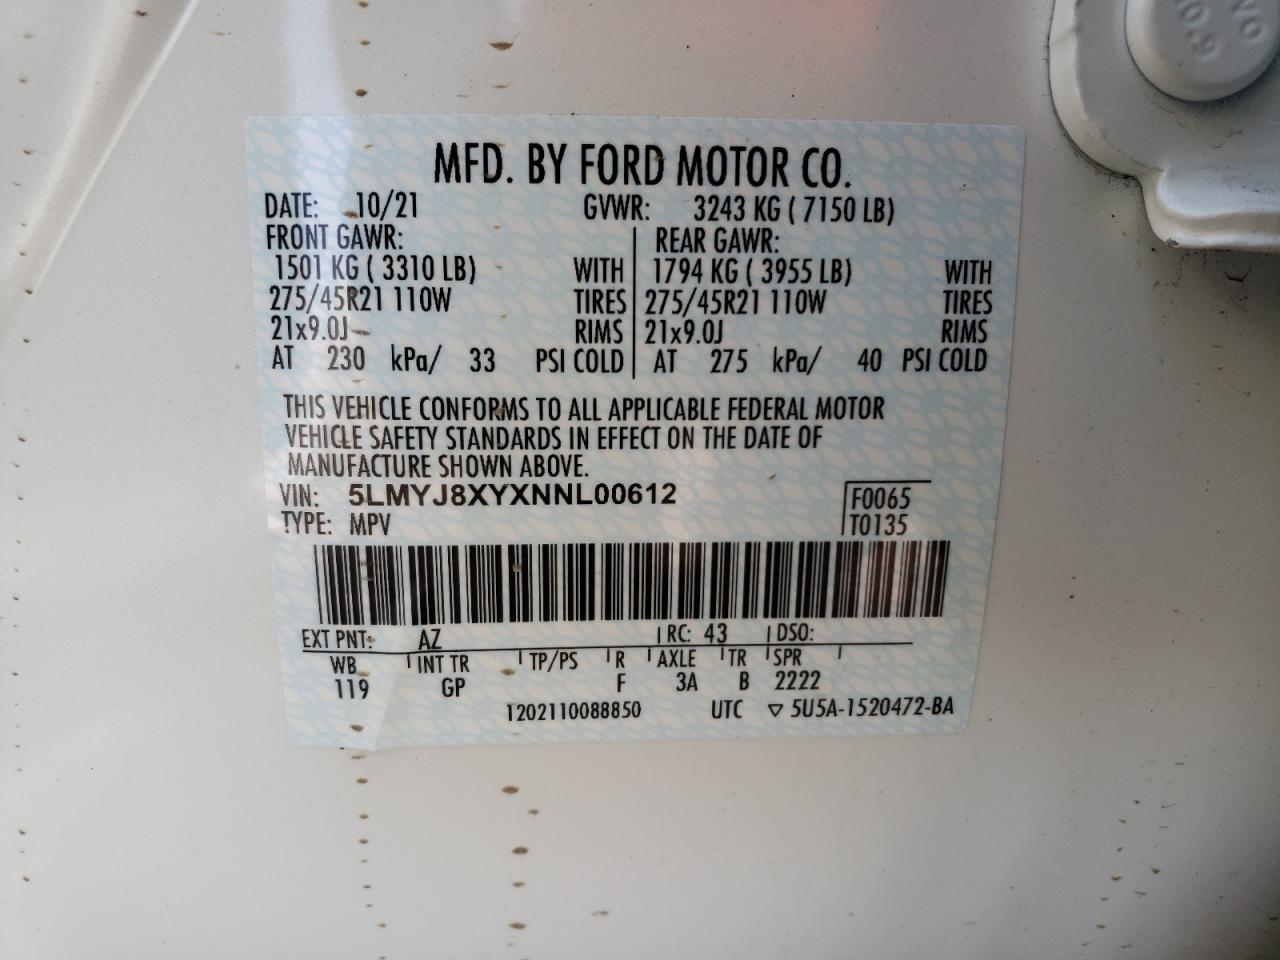 MFD. BY FORD MOTOR CO.
DATE: 10/21 GVWR: 3243 KG ( 7150 LB)
FRONT GAWR: REAR GAWR:
1501 KG ( 3310 LB) WITH 1794 KG ( 3955 LB) WITH
275/45R21 110W TIRES 275/45R21 110W TIRES
21x9.0J RIMS 21x9.0J RIMS
AT 230 kPa/ 33 PSI COLD AT 275 kPa/ 40 PSI COLD
THIS VEHICLE CONFORMS TO ALL APPLICABLE FEDERAL MOTOR
VEHICLE SAFETY STANDARDS IN EFFECT ON THE DATE OF
MANUFACTURE SHOWN ABOVE.
VIN: 5LMYJ8XYXNNL00612 F0065
TYPE: MPV T0135
EXT PNT: AZ RC: 43 DSO:
WB INT TR TP/PS R AXLE TR SPR
119 GP F 3A B 2222
1202110088850 UTC ▽ 5U5A-1520472-BA
10.9